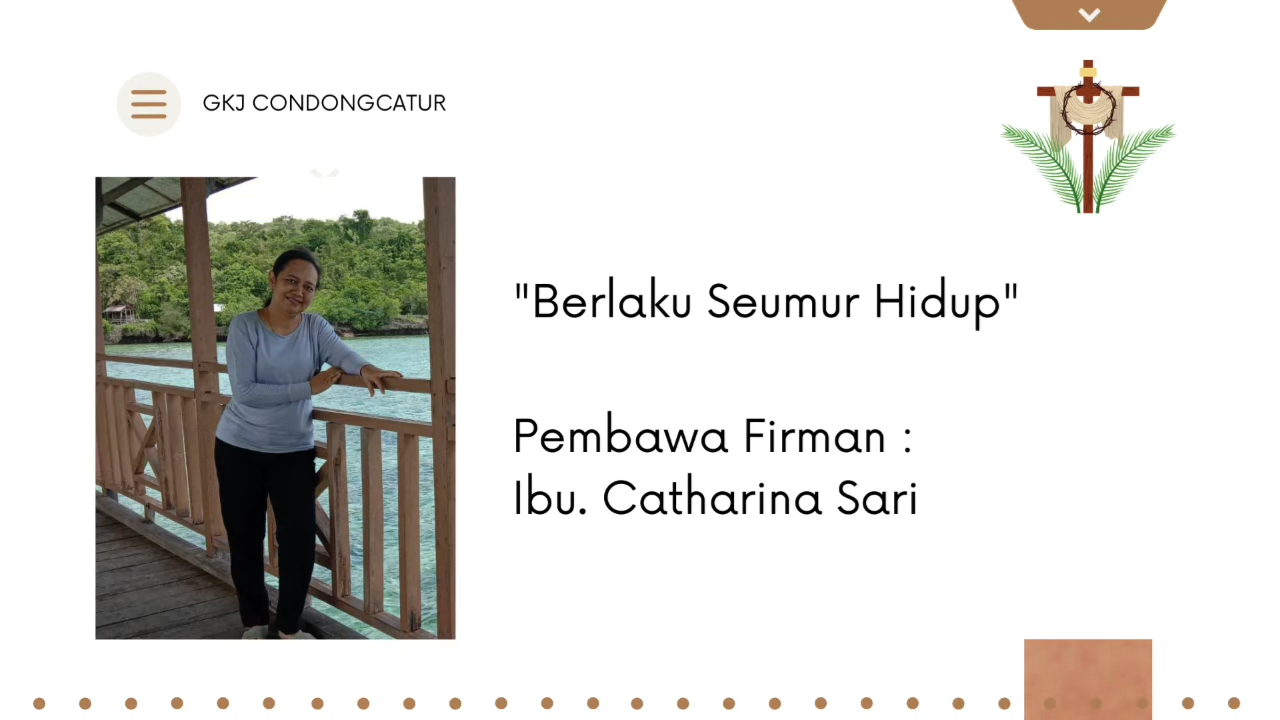 GKJ CONDONGCATUR
"Berlaku Seumur Hidup"
Pembawa Firman :
Ibu. Catharina Sari